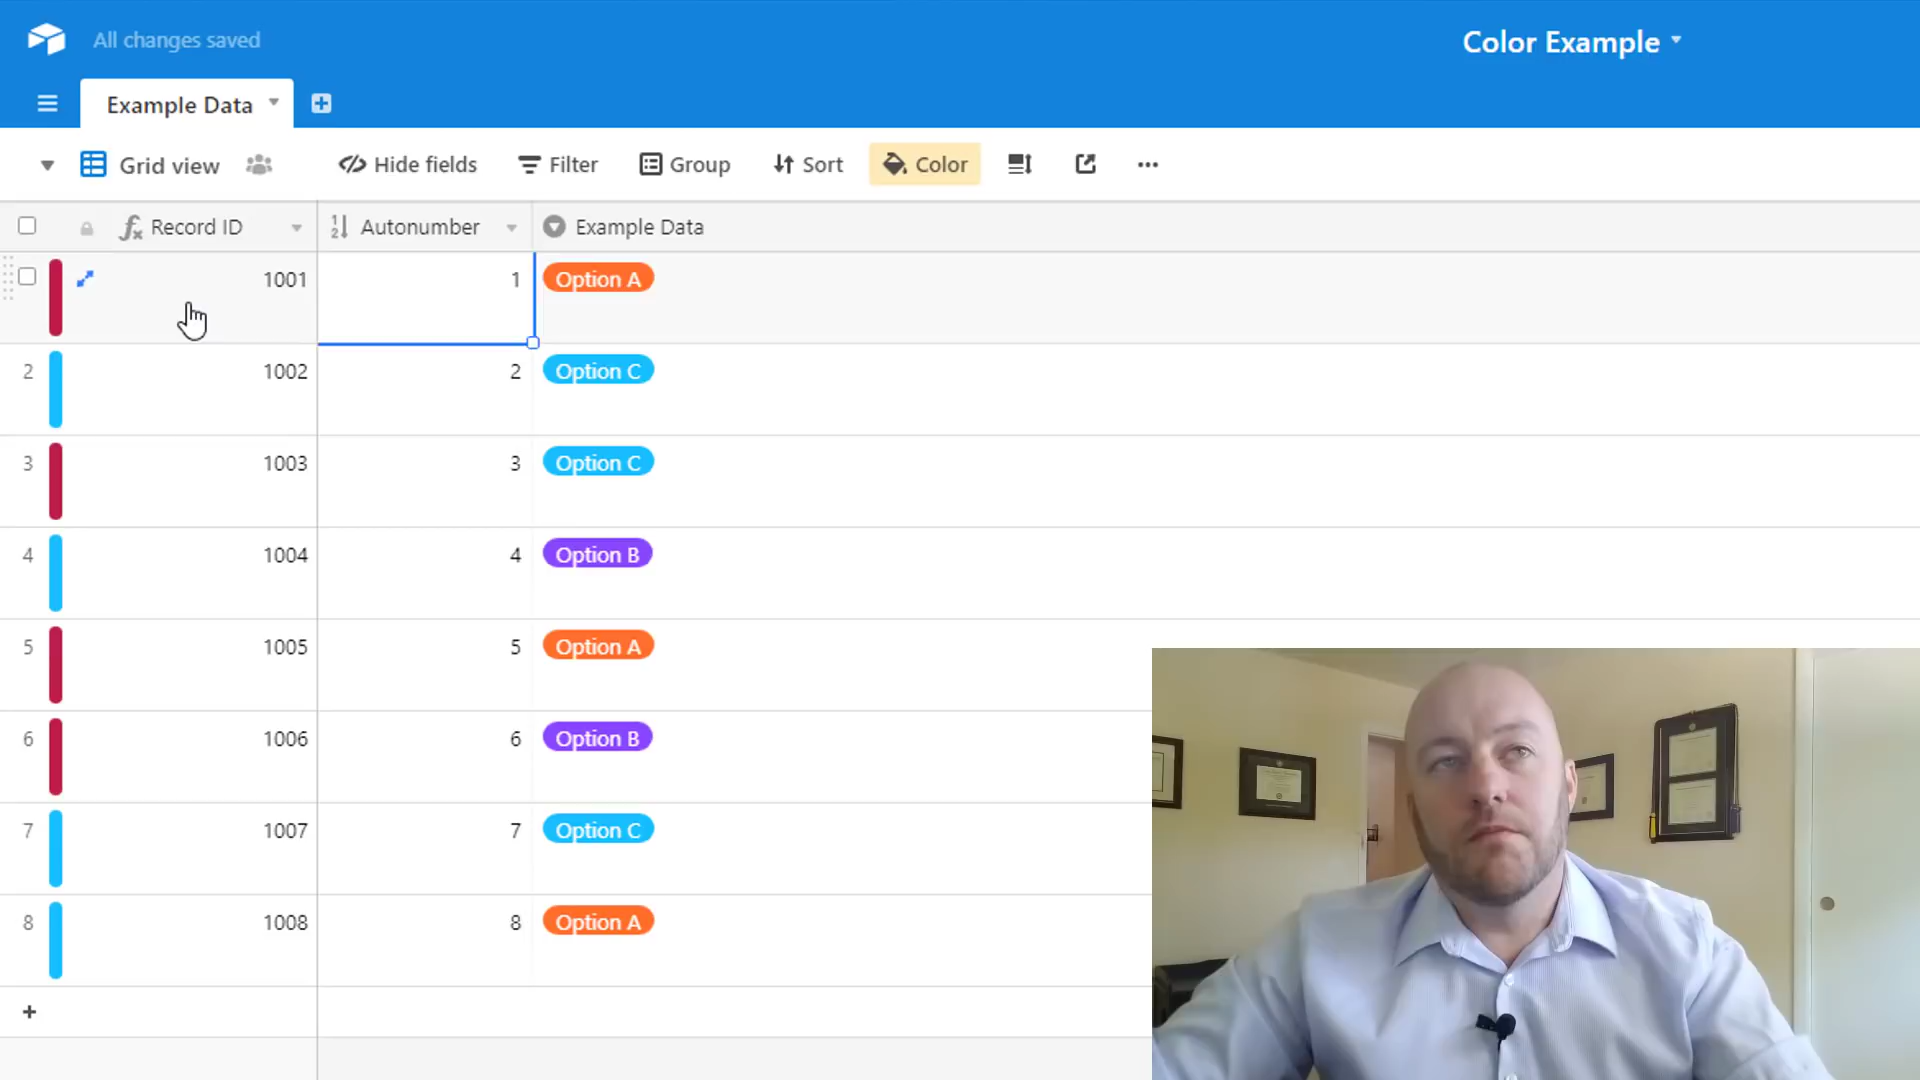 All changes saved
Color Example
Example Data
Grid view Hide fields Filter Group Sort Color
Record ID Autonumber Example Data
1001 1 Option A
2 1002 2 Option C
3 1003 3 Option C
4 1004 4 Option B
5 1005 5 Option A
6 1006 6 Option B
7 1007 7 Option C
8 1008 8 Option A